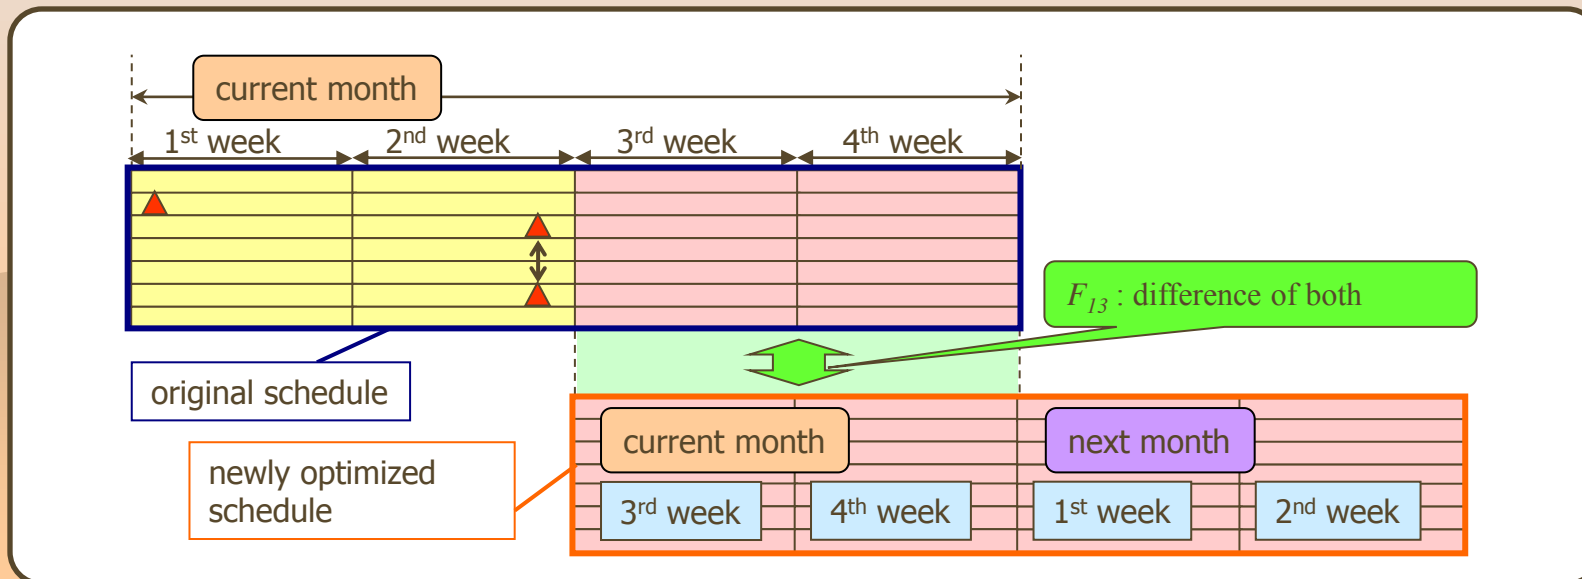 current month
1st week
2nd week
3rd week
4th week
F13 : difference of both
original schedule
current month
next month
newly optimized
schedule
3rd week
4th week
1st week
2nd week